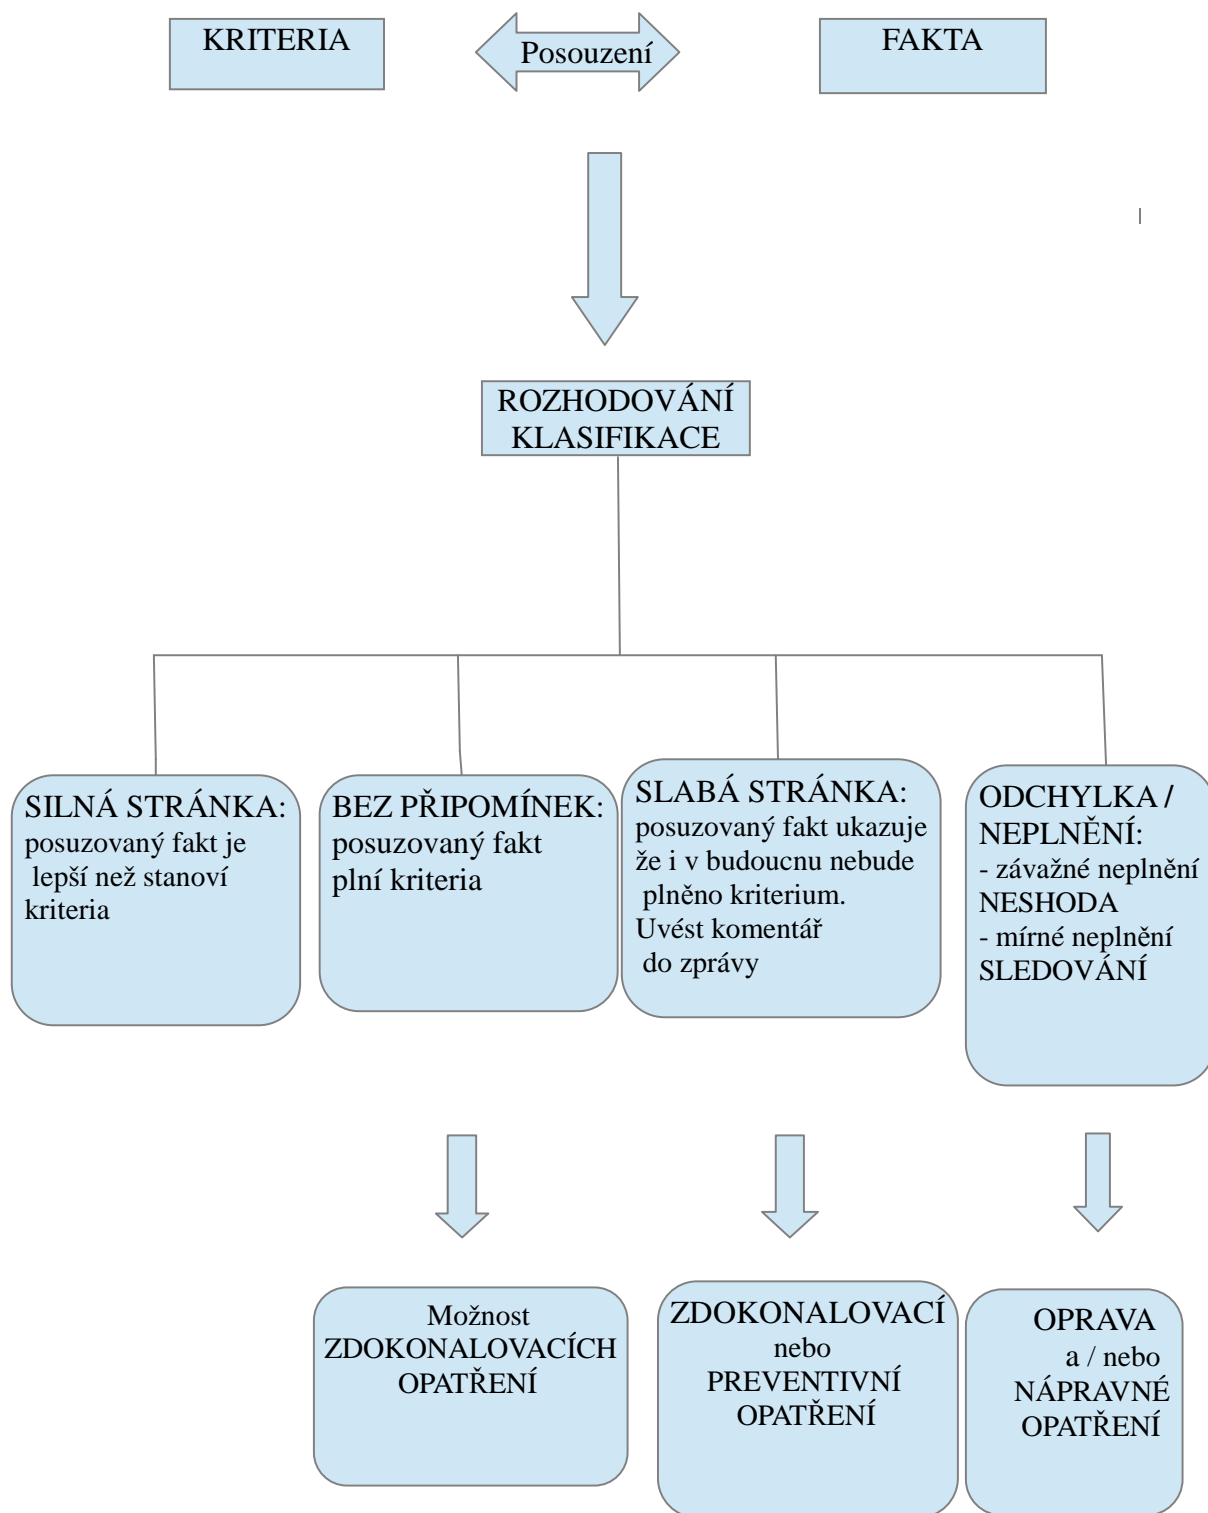 KRITERIA
Posouzení
FAKTA
ROZHODOVÁNÍ
KLASIFIKACE
SILNÁ STRÁNKA:
posuzovaný fakt je
lepší než stanoví
kriteria
BEZ PŘIPOMÍNEK:
posuzovaný fakt
plní kriteria
SLABÁ STRÁNKA:
posuzovaný fakt ukazuje
že i v budoucnu nebude
plněno kriterium.
Uvést komentář
do zprávy
ODCHYLKA /
NEPLNĚNÍ:
- závažné neplnění
NESHODA
- mírné neplnění
SLEDOVÁNÍ
Možnost
ZDOKONALOVACÍCH
OPATŘENÍ
ZDOKONALOVACÍ
nebo
PREVENTIVNÍ
OPATŘENÍ
OPRAVA
a / nebo
NÁPRAVNÉ
OPATŘENÍ